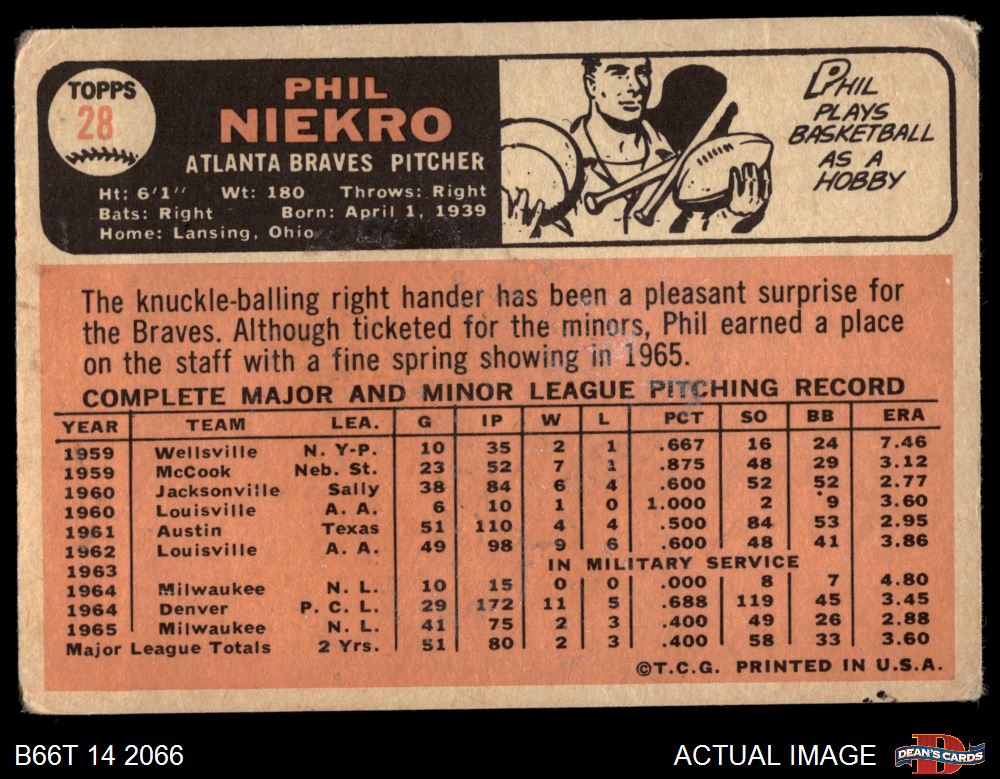 TOPPS
28
PHIL
NIEKRO
ATLANTA BRAVES PITCHER
Ht: 6'1" Wt: 180 Throws: Right
Bats: Right Born: April 1, 1939
Home: Lansing, Ohio
PHIL
PLAYS
BASKETBALL
AS A
HOBBY
The knuckle-balling right hander has been a pleasant surprise for
the Braves. Although ticketed for the minors, Phil earned a place
on the staff with a fine spring showing in 1965.
COMPLETE MAJOR AND MINOR LEAGUE PITCHING RECORD
YEAR TEAM LEA. G IP W L PCT SO BB ERA
1959 Wellsville N. Y-P. 10 35 2 1 .667 16 24 7.46
1959 McCook Neb. St. 23 52 7 1 .875 48 29 3.12
1960 Jacksonville Sally 38 84 6 4 .600 52 52 2.77
1960 Louisville A. A. 6 10 1 0 1.000 2 9 3.60
1961 Austin Texas 51 110 4 4 .500 84 53 2.95
1962 Louisville A. A. 49 98 9 6 .600 48 41 3.86
1963 IN MILITARY SERVICE
1964 Milwaukee N. L. 10 15 0 0 .000 8 7 4.80
1964 Denver P. C. L. 29 172 11 5 .688 119 45 3.45
1965 Milwaukee N. L. 41 75 2 3 .400 49 26 2.88
Major League Totals 2 Yrs. 51 80 2 3 .400 58 33 3.60
©T.C.G. PRINTED IN U.S.A.
B66T 14 2066 ACTUAL IMAGE
D
DEAN'S CARDS